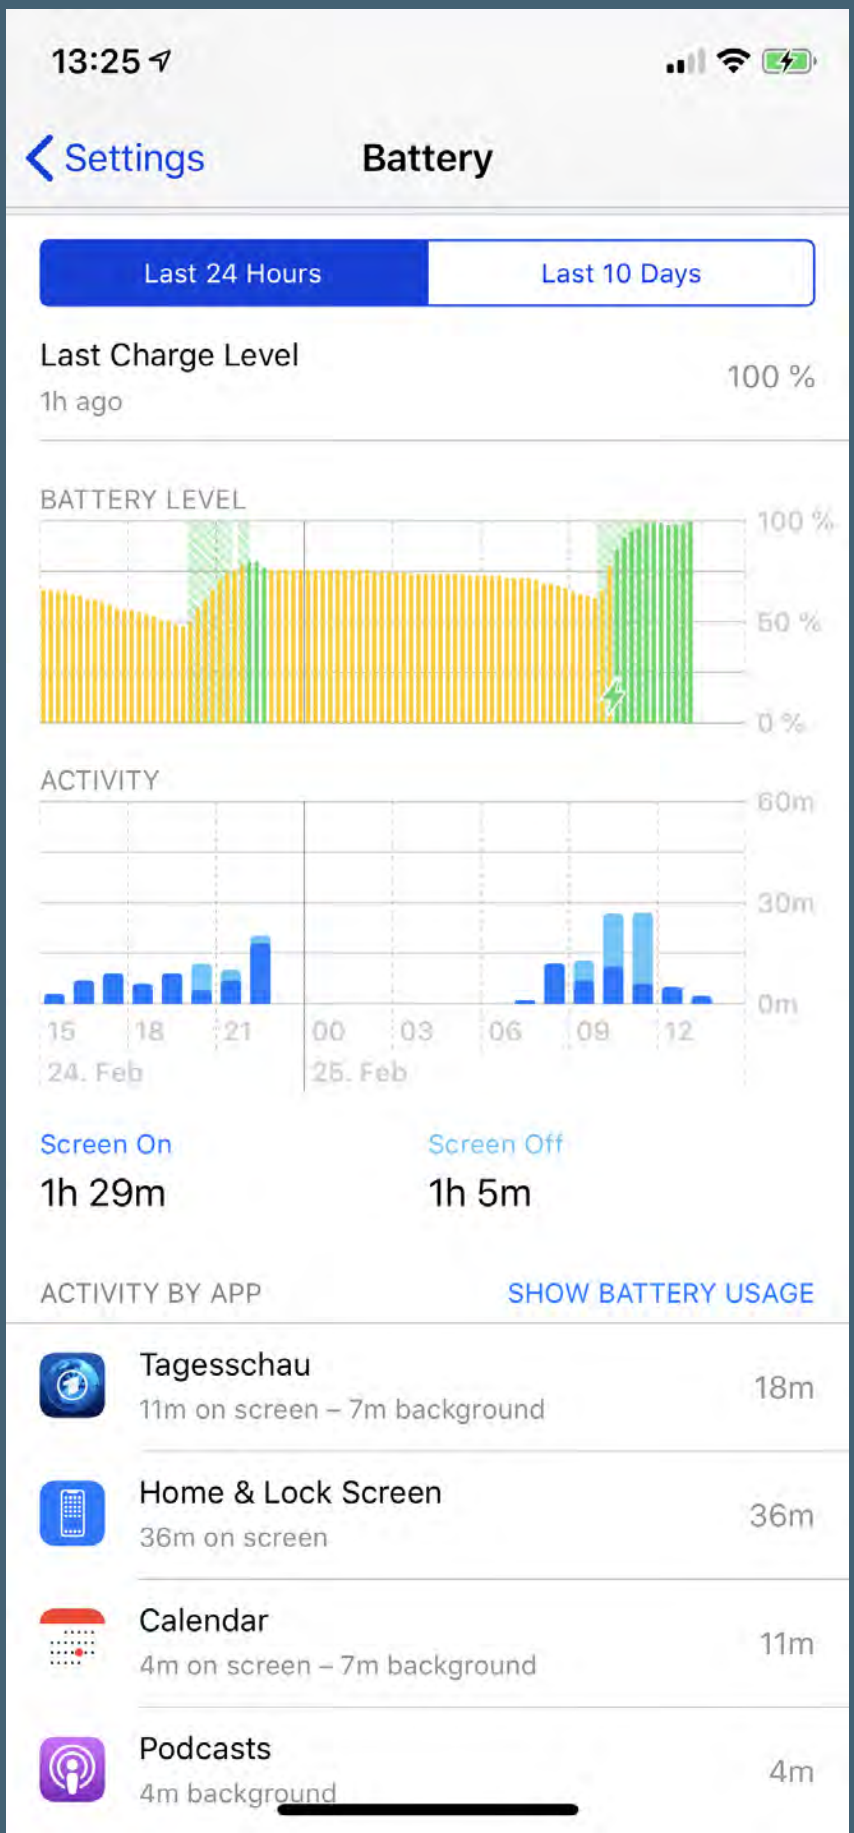 13:25
Settings
Battery
Last 24 Hours
Last 10 Days
Last Charge Level
1h ago
100 %
BATTERY LEVEL
100 %
50 %
0 %
ACTIVITY
60m
30m
0m
15 18 21 00 03 06 09 12
24. Feb 25. Feb
Screen On
Screen Off
1h 29m
1h 5m
ACTIVITY BY APP
SHOW BATTERY USAGE
Tagesschau
11m on screen – 7m background
18m
Home & Lock Screen
36m on screen
36m
Calendar
4m on screen – 7m background
11m
Podcasts
4m background
4m